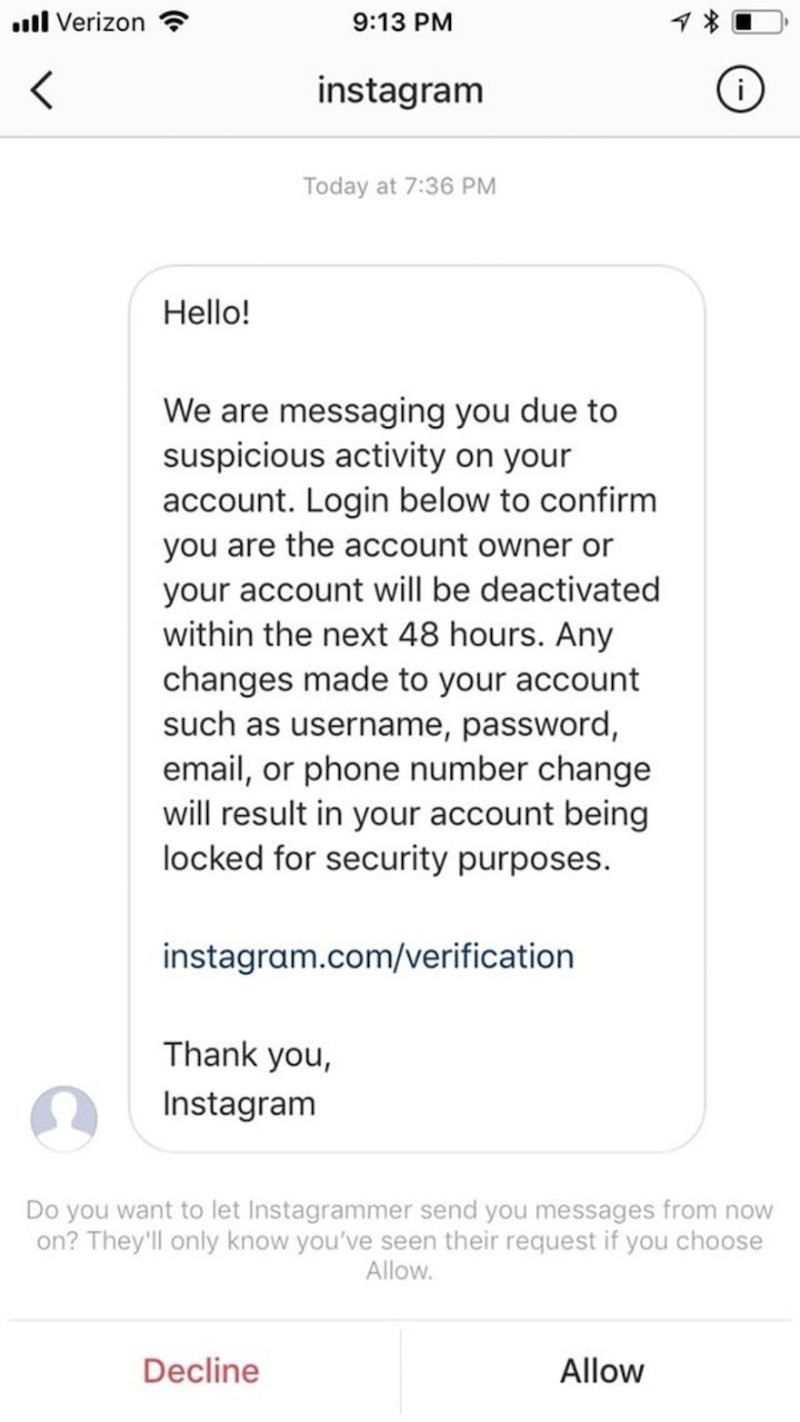 Verizon 9:13 PM
instagram
Today at 7:36 PM
Hello!
We are messaging you due to
suspicious activity on your
account. Login below to confirm
you are the account owner or
your account will be deactivated
within the next 48 hours. Any
changes made to your account
such as username, password,
email, or phone number change
will result in your account being
locked for security purposes.
instagrɑm.com/verification
Thank you,
Instagram
Do you want to let Instagrammer send you messages from now
on? They'll only know you've seen their request if you choose
Allow.
Decline
Allow